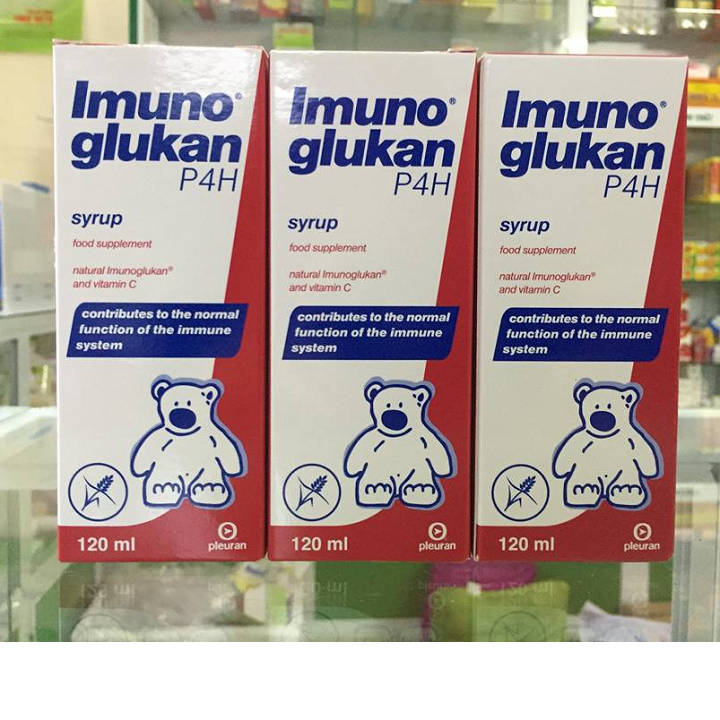 Imuno®
glukan
P4H
syrup
food supplement
natural Imunoglukan®
and vitamin C
contributes to the normal
function of the immune
system
120 ml
pleuran
Imuno®
glukan
P4H
syrup
food supplement
natural Imunoglukan®
and vitamin C
contributes to the normal
function of the immune
system
120 ml
pleuran
Imuno®
glukan
P4H
syrup
food supplement
natural Imunoglukan®
and vitamin C
contributes to the normal
function of the immune
system
120 ml
pleuran